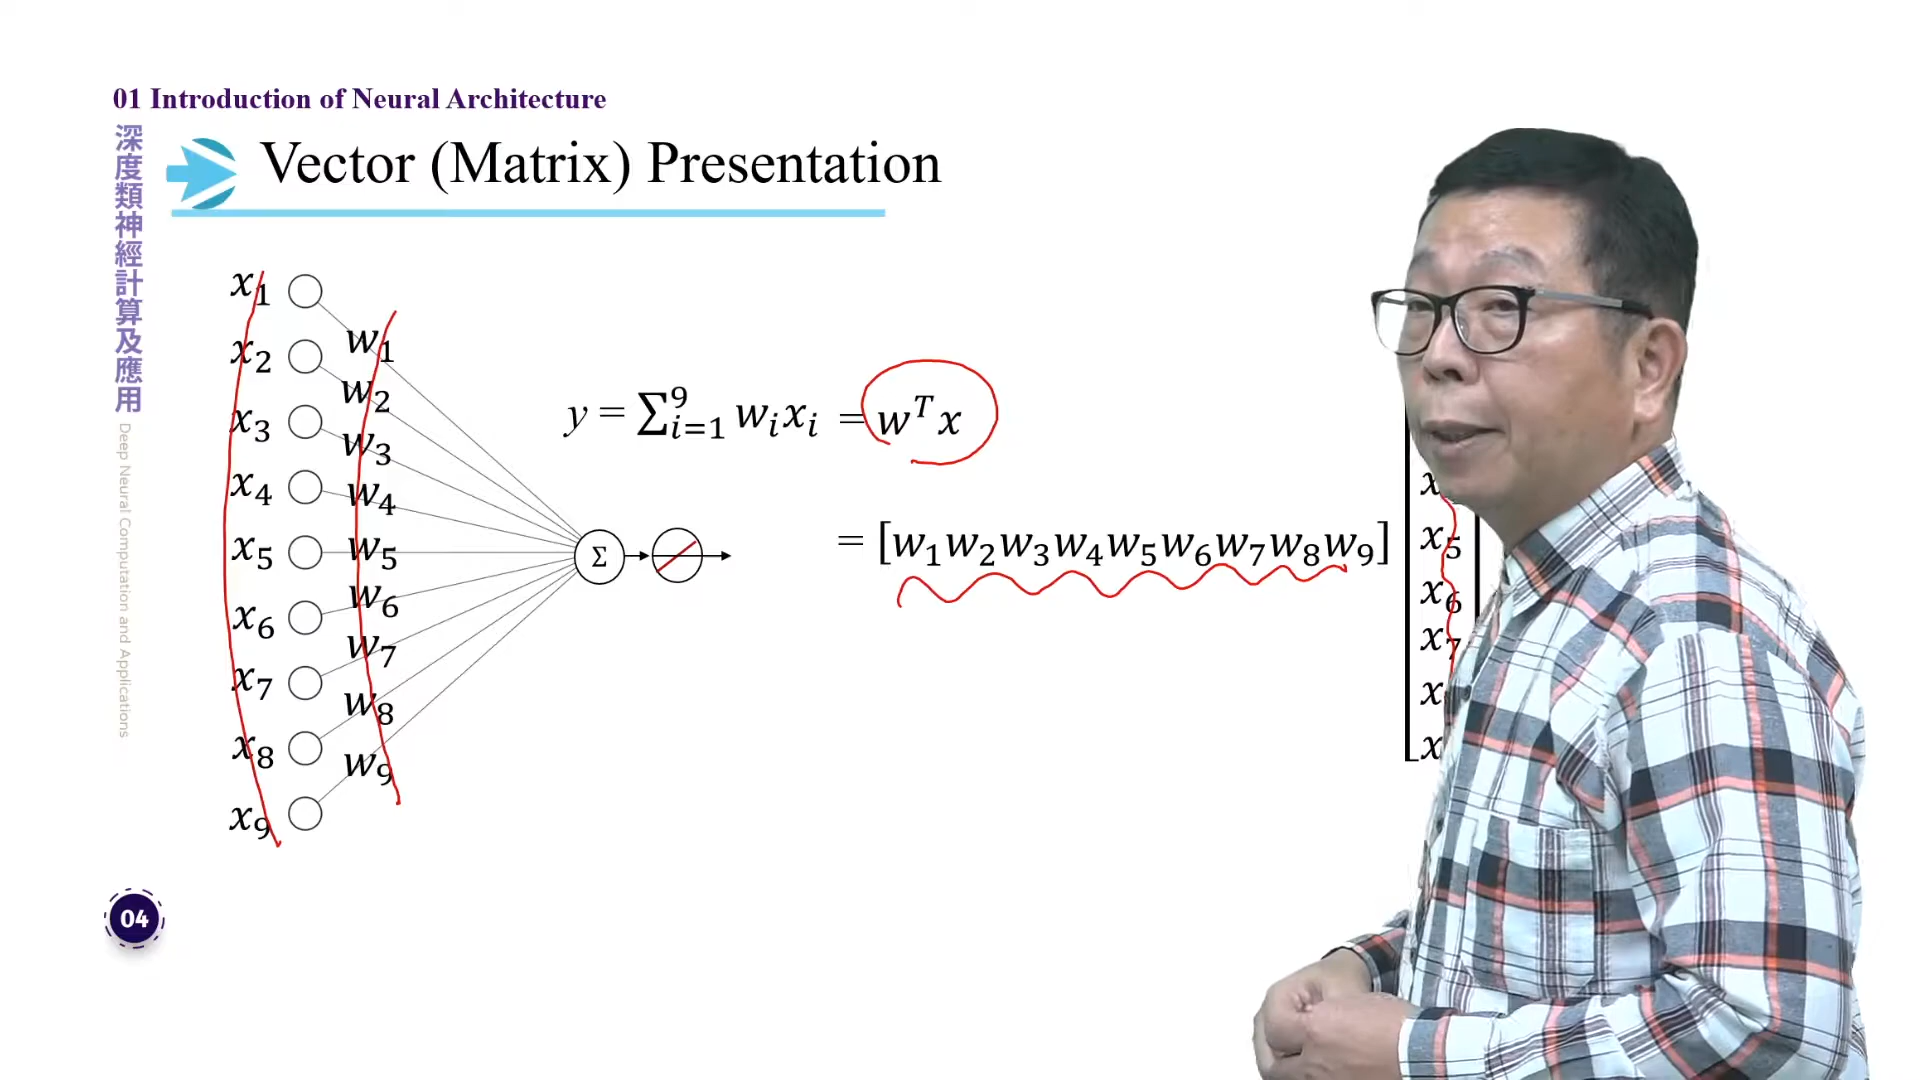 01 Introduction of Neural Architecture
深度類神經計算及應用
Deep Neural Computation and Applications
Vector (Matrix) Presentation
x₁
x₂
x₃
x₄
x₅
x₆
x₇
x₈
x₉
w₁
w₂
w₃
w₄
w₅
w₆
w₇
w₈
w₉
Σ
y = ∑⁹ᵢ₌₁ wᵢxᵢ = wᵀx
= [w₁w₂w₃w₄w₅w₆w₇w₈w₉]
x₅
x₆
x₇
04